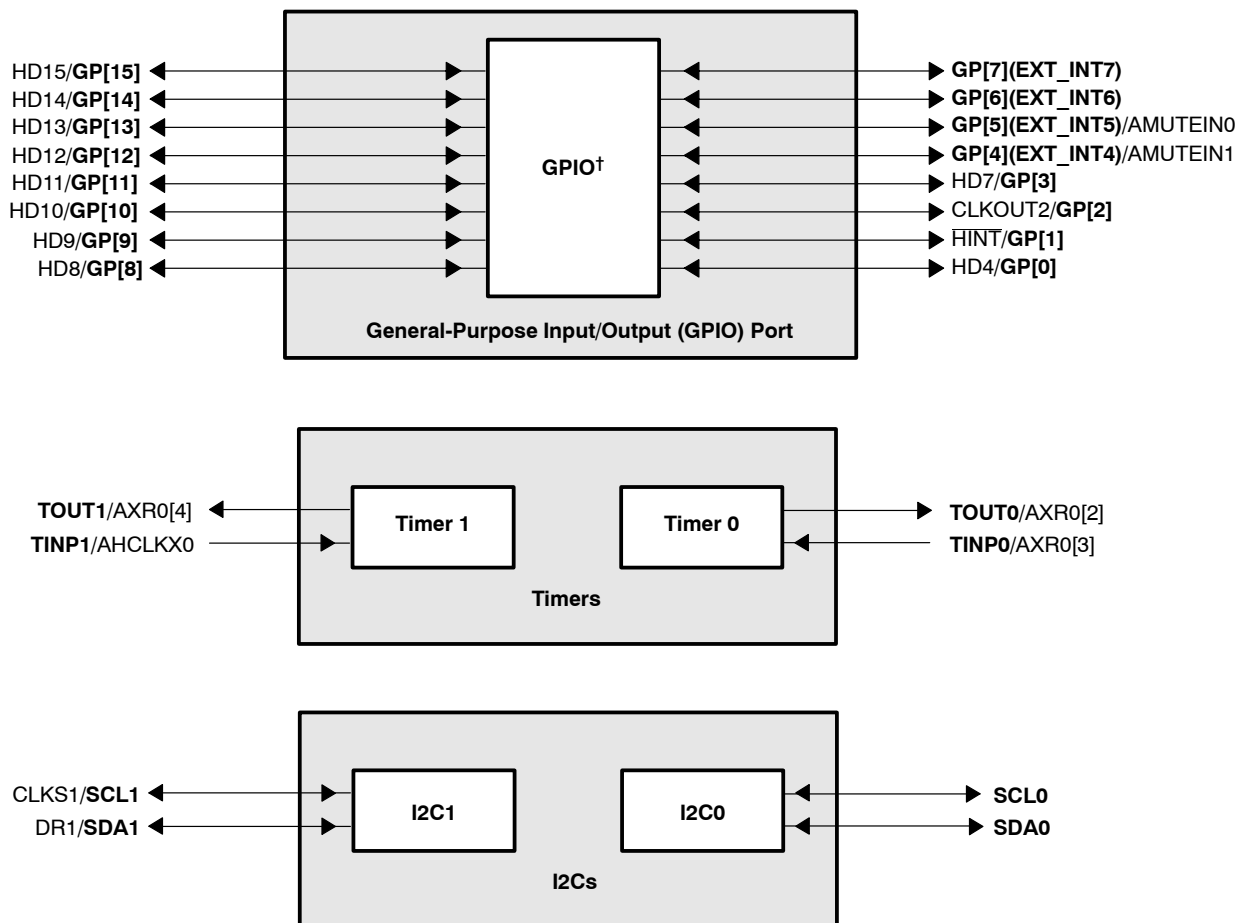 HD15/GP[15]
HD14/GP[14]
HD13/GP[13]
HD12/GP[12]
HD11/GP[11]
HD10/GP[10]
HD9/GP[9]
HD8/GP[8]
GPIO†
GP[7](EXT_INT7)
GP[6](EXT_INT6)
GP[5](EXT_INT5)/AMUTEIN0
GP[4](EXT_INT4)/AMUTEIN1
HD7/GP[3]
CLKOUT2/GP[2]
H̅I̅N̅T̅/GP[1]
HD4/GP[0]
General-Purpose Input/Output (GPIO) Port
TOUT1/AXR0[4]
TINP1/AHCLKX0
Timer 1
Timer 0
TOUT0/AXR0[2]
TINP0/AXR0[3]
Timers
CLKS1/SCL1
DR1/SDA1
I2C1
I2C0
SCL0
SDA0
I2Cs